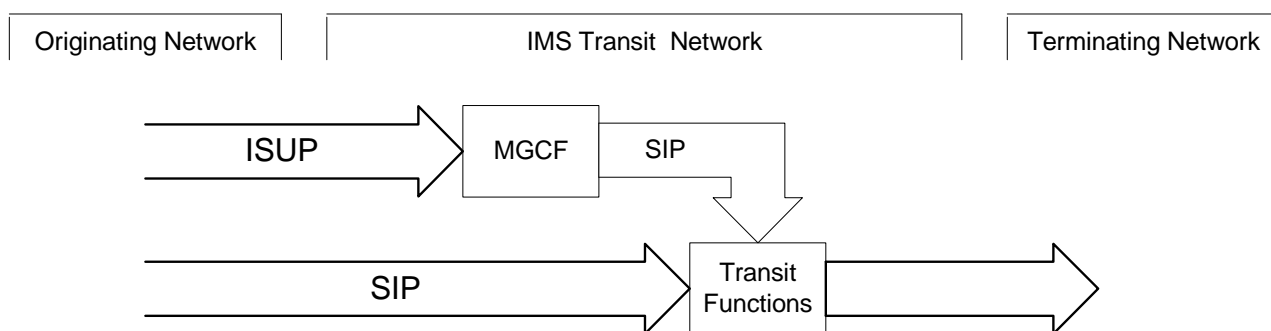 Originating Network
IMS Transit Network
Terminating Network
ISUP
MGCF
SIP
SIP
Transit
Functions